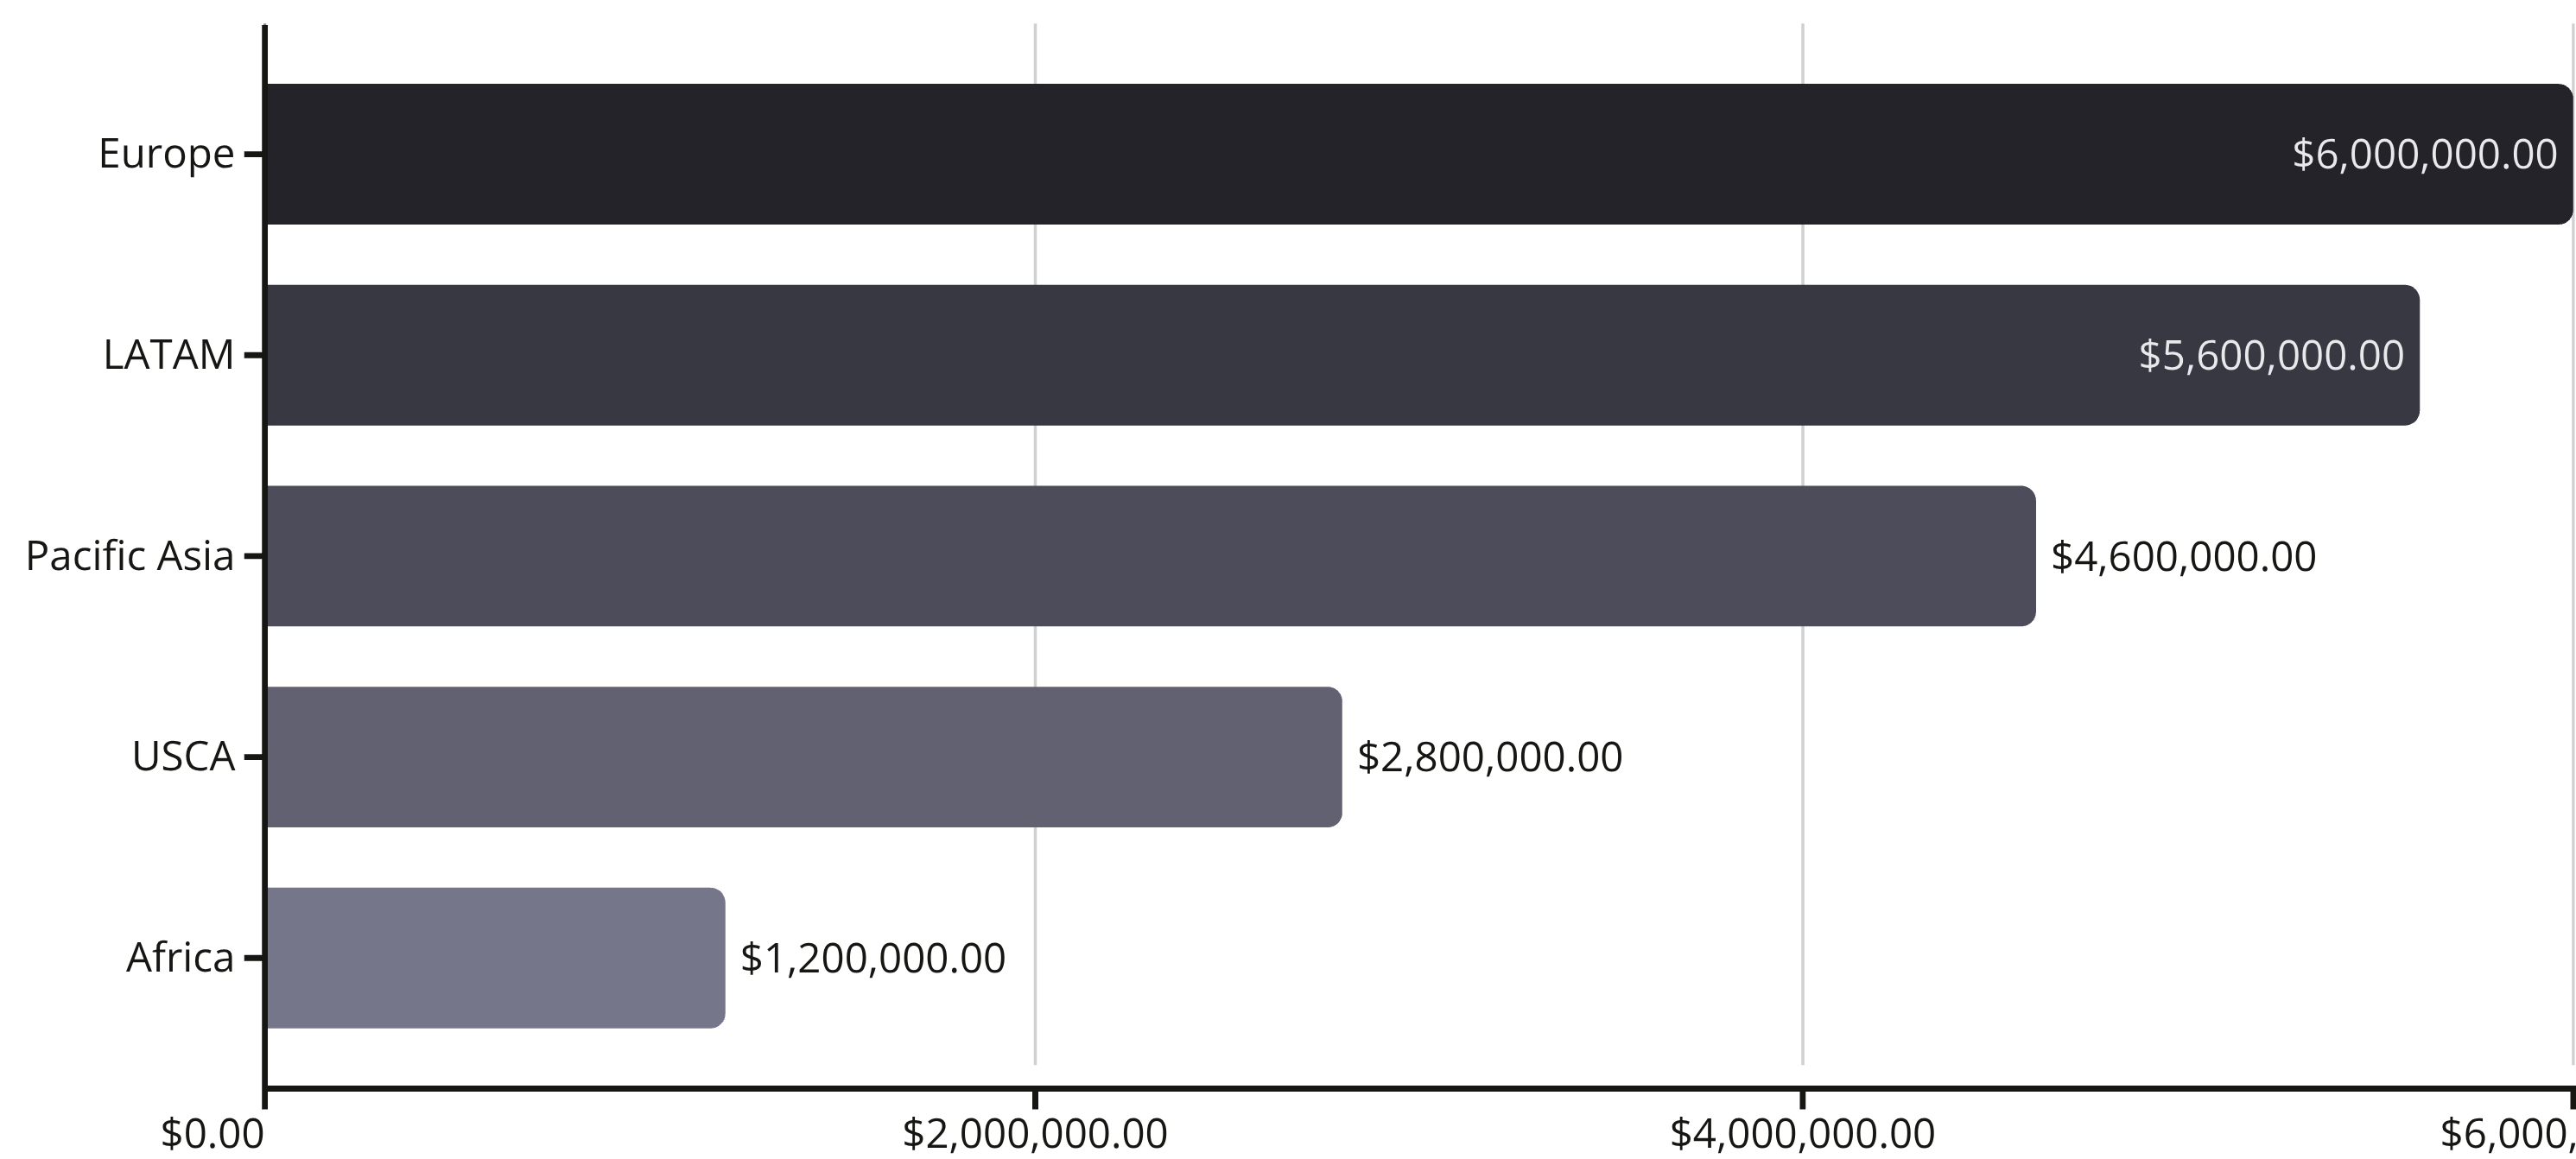 Europe $6,000,000.00
LATAM $5,600,000.00
Pacific Asia $4,600,000.00
USCA $2,800,000.00
Africa $1,200,000.00
$0.00 $2,000,000.00 $4,000,000.00 $6,000,